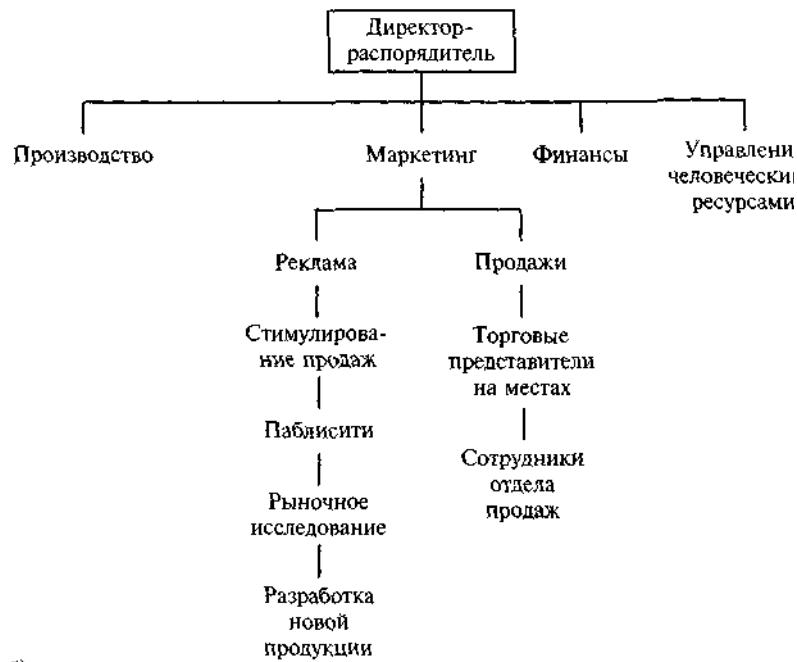 Директор-
распорядитель
Производство
Маркетинг
Финансы
человечески
ресурсами
Реклама
Продажи
Стимулирова-
ние продаж
Торговые
представители
на местах
Паблисити
Сотрудники
отдела
продаж
Рыночное
исследование
Разработка
новой
продукции